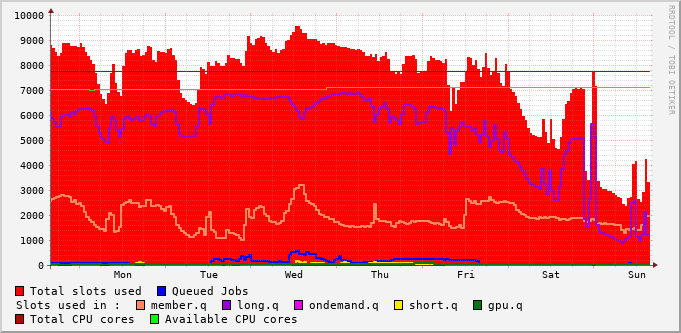 RRDTOOL / TOBI OETIKER
10000
9000
8000
7000
6000
5000
4000
3000
2000
1000
0
Mon Tue Wed Thu Fri Sat Sun
Total slots used Queued Jobs
Slots used in : member.q long.q ondemand.q short.q gpu.q
Total CPU cores Available CPU cores